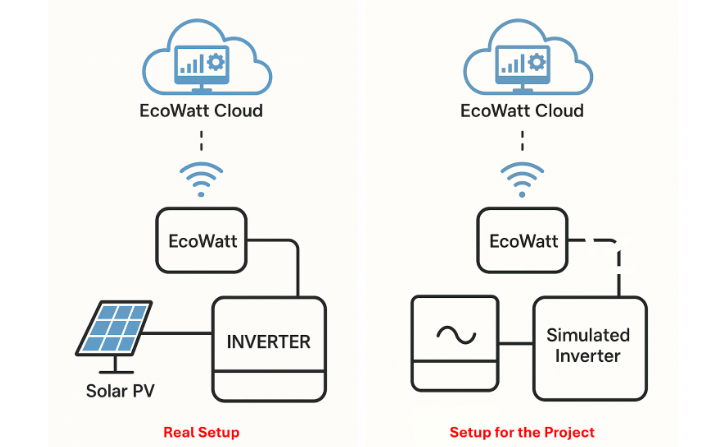 EcoWatt Cloud
EcoWatt
INVERTER
Solar PV
Real Setup
EcoWatt Cloud
EcoWatt
Simulated
Inverter
Setup for the Project